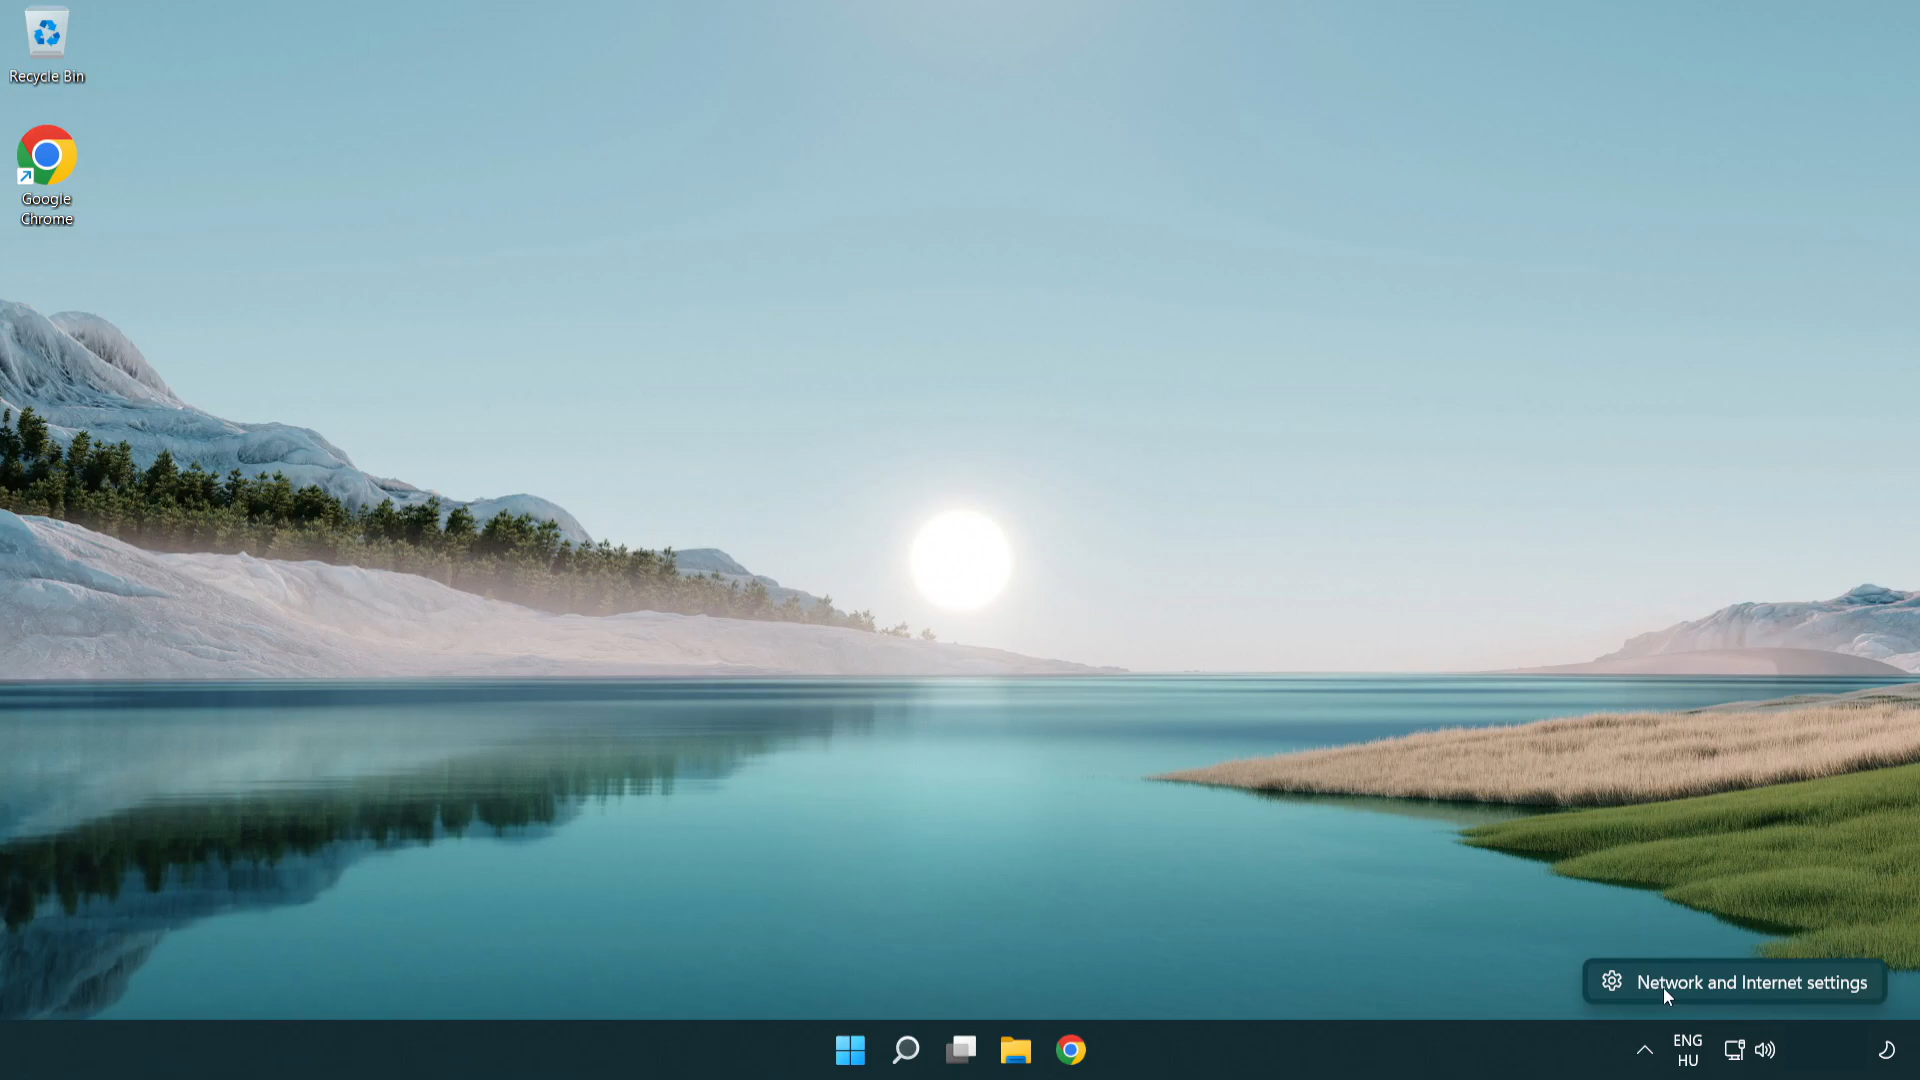 Recycle Bin
Google
Chrome
Network and Internet settings
ENG
HU